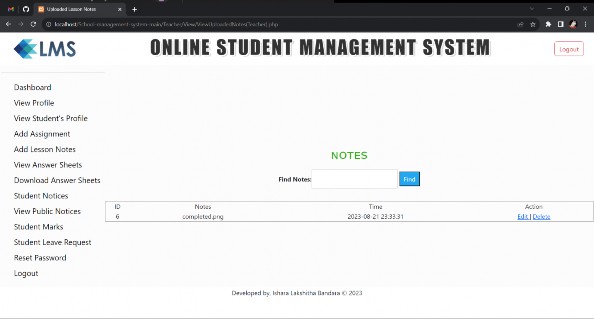 Uploaded Lesson Notes
localhost/School-management-system-main/Teacher/View/ViewUploadedNotesTeacher.php
LMS
ONLINE STUDENT MANAGEMENT SYSTEM
Logout
Dashboard
View Profile
View Student's Profile
Add Assignment
Add Lesson Notes
View Answer Sheets
Download Answer Sheets
Student Notices
View Public Notices
Student Marks
Student Leave Request
Reset Password
Logout
NOTES
Find Notes: Find
ID Notes Time Action
6 completed.png 2023-08-21 23:33:31 Edit | Delete
Developed by. Ishara Lakshitha Bandara © 2023